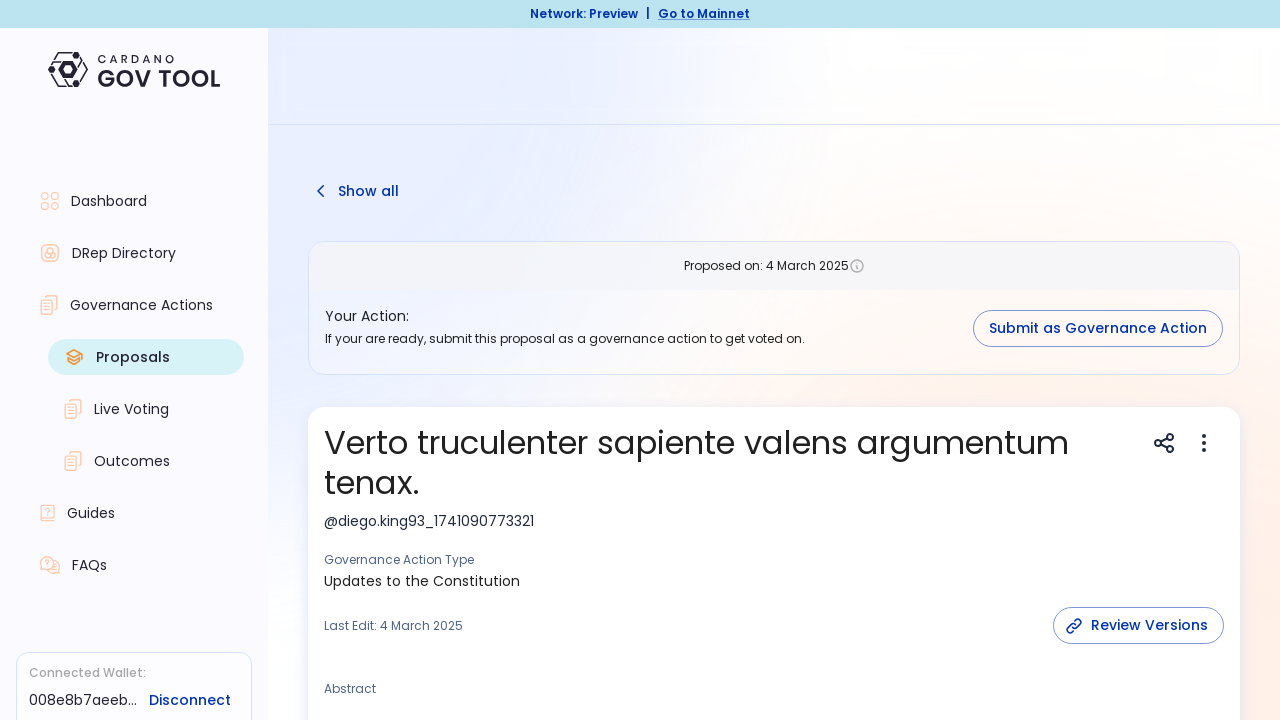 Network: Preview | Go to Mainnet
CARDANO
GOV TOOL
Dashboard
DRep Directory
Governance Actions
Proposals
Live Voting
Outcomes
Guides
FAQs
Connected Wallet:
008e8b7aeeb... Disconnect
Show all
Proposed on: 4 March 2025
Your Action:
If your are ready, submit this proposal as a governance action to get voted on.
Submit as Governance Action
Verto truculenter sapiente valens argumentum
tenax.
@diego.king93_1741090773321
Governance Action Type
Updates to the Constitution
Last Edit: 4 March 2025
Review Versions
Abstract